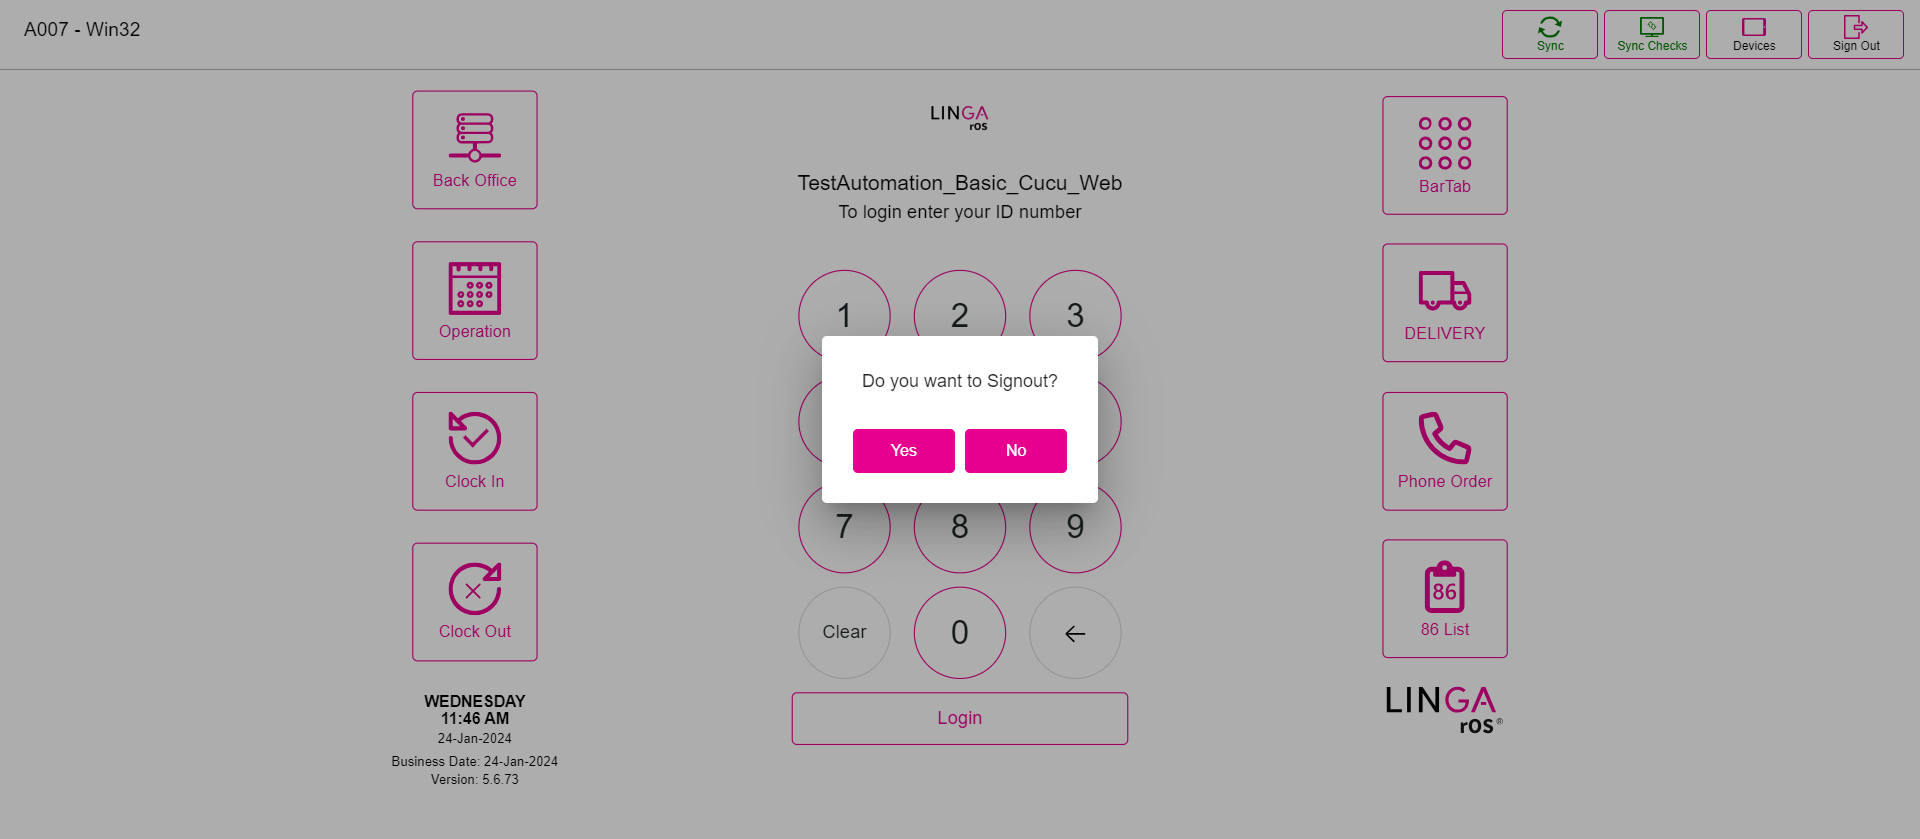 A007 - Win32
Sync
Sync Checks
Devices
Sign Out
Back Office
Operation
Clock In
Clock Out
WEDNESDAY
11:46 AM
24-Jan-2024
Business Date: 24-Jan-2024
Version: 5.6.73
LINGA
rOS
TestAutomation_Basic_Cucu_Web
To login enter your ID number
1 2 3
Do you want to Signout?
Yes No
7 8 9
Clear 0
Login
BarTab
DELIVERY
Phone Order
86
86 List
LINGA
rOS®